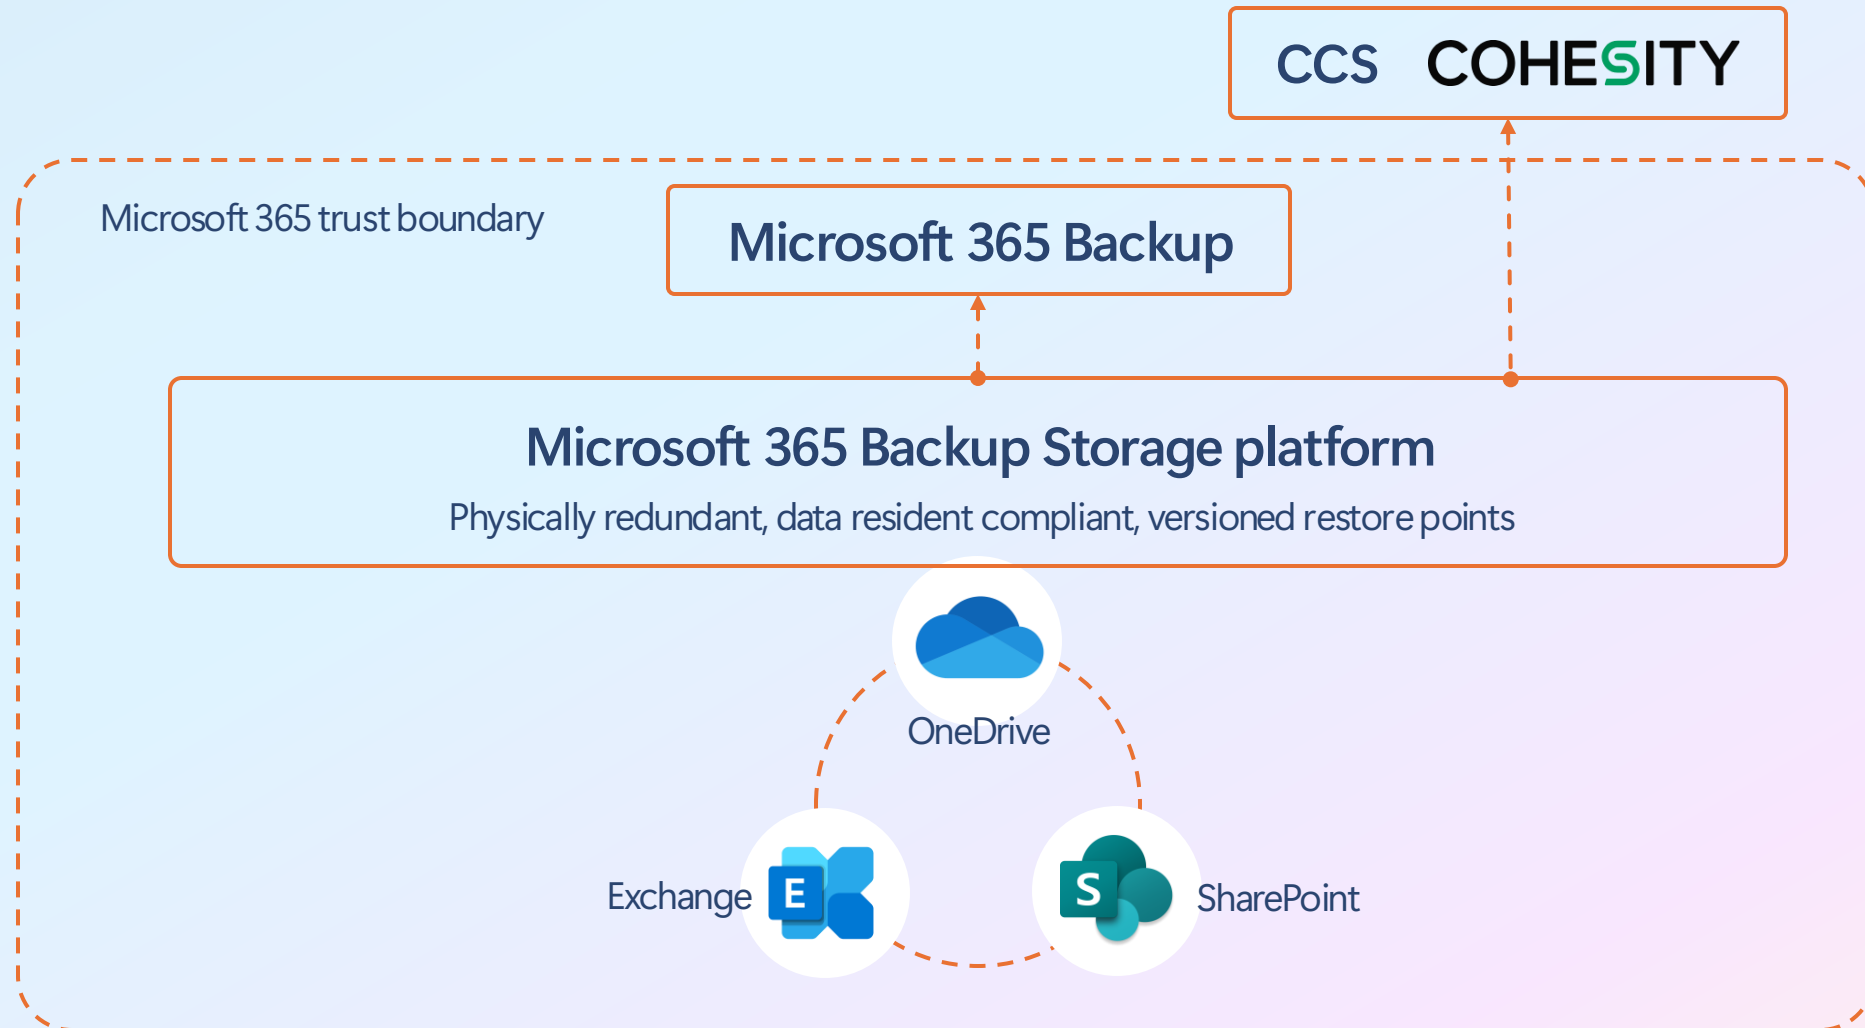 CCS COHESITY
Microsoft 365 trust boundary
Microsoft 365 Backup
Microsoft 365 Backup Storage platform
Physically redundant, data resident compliant, versioned restore points
OneDrive
Exchange
E
S
SharePoint